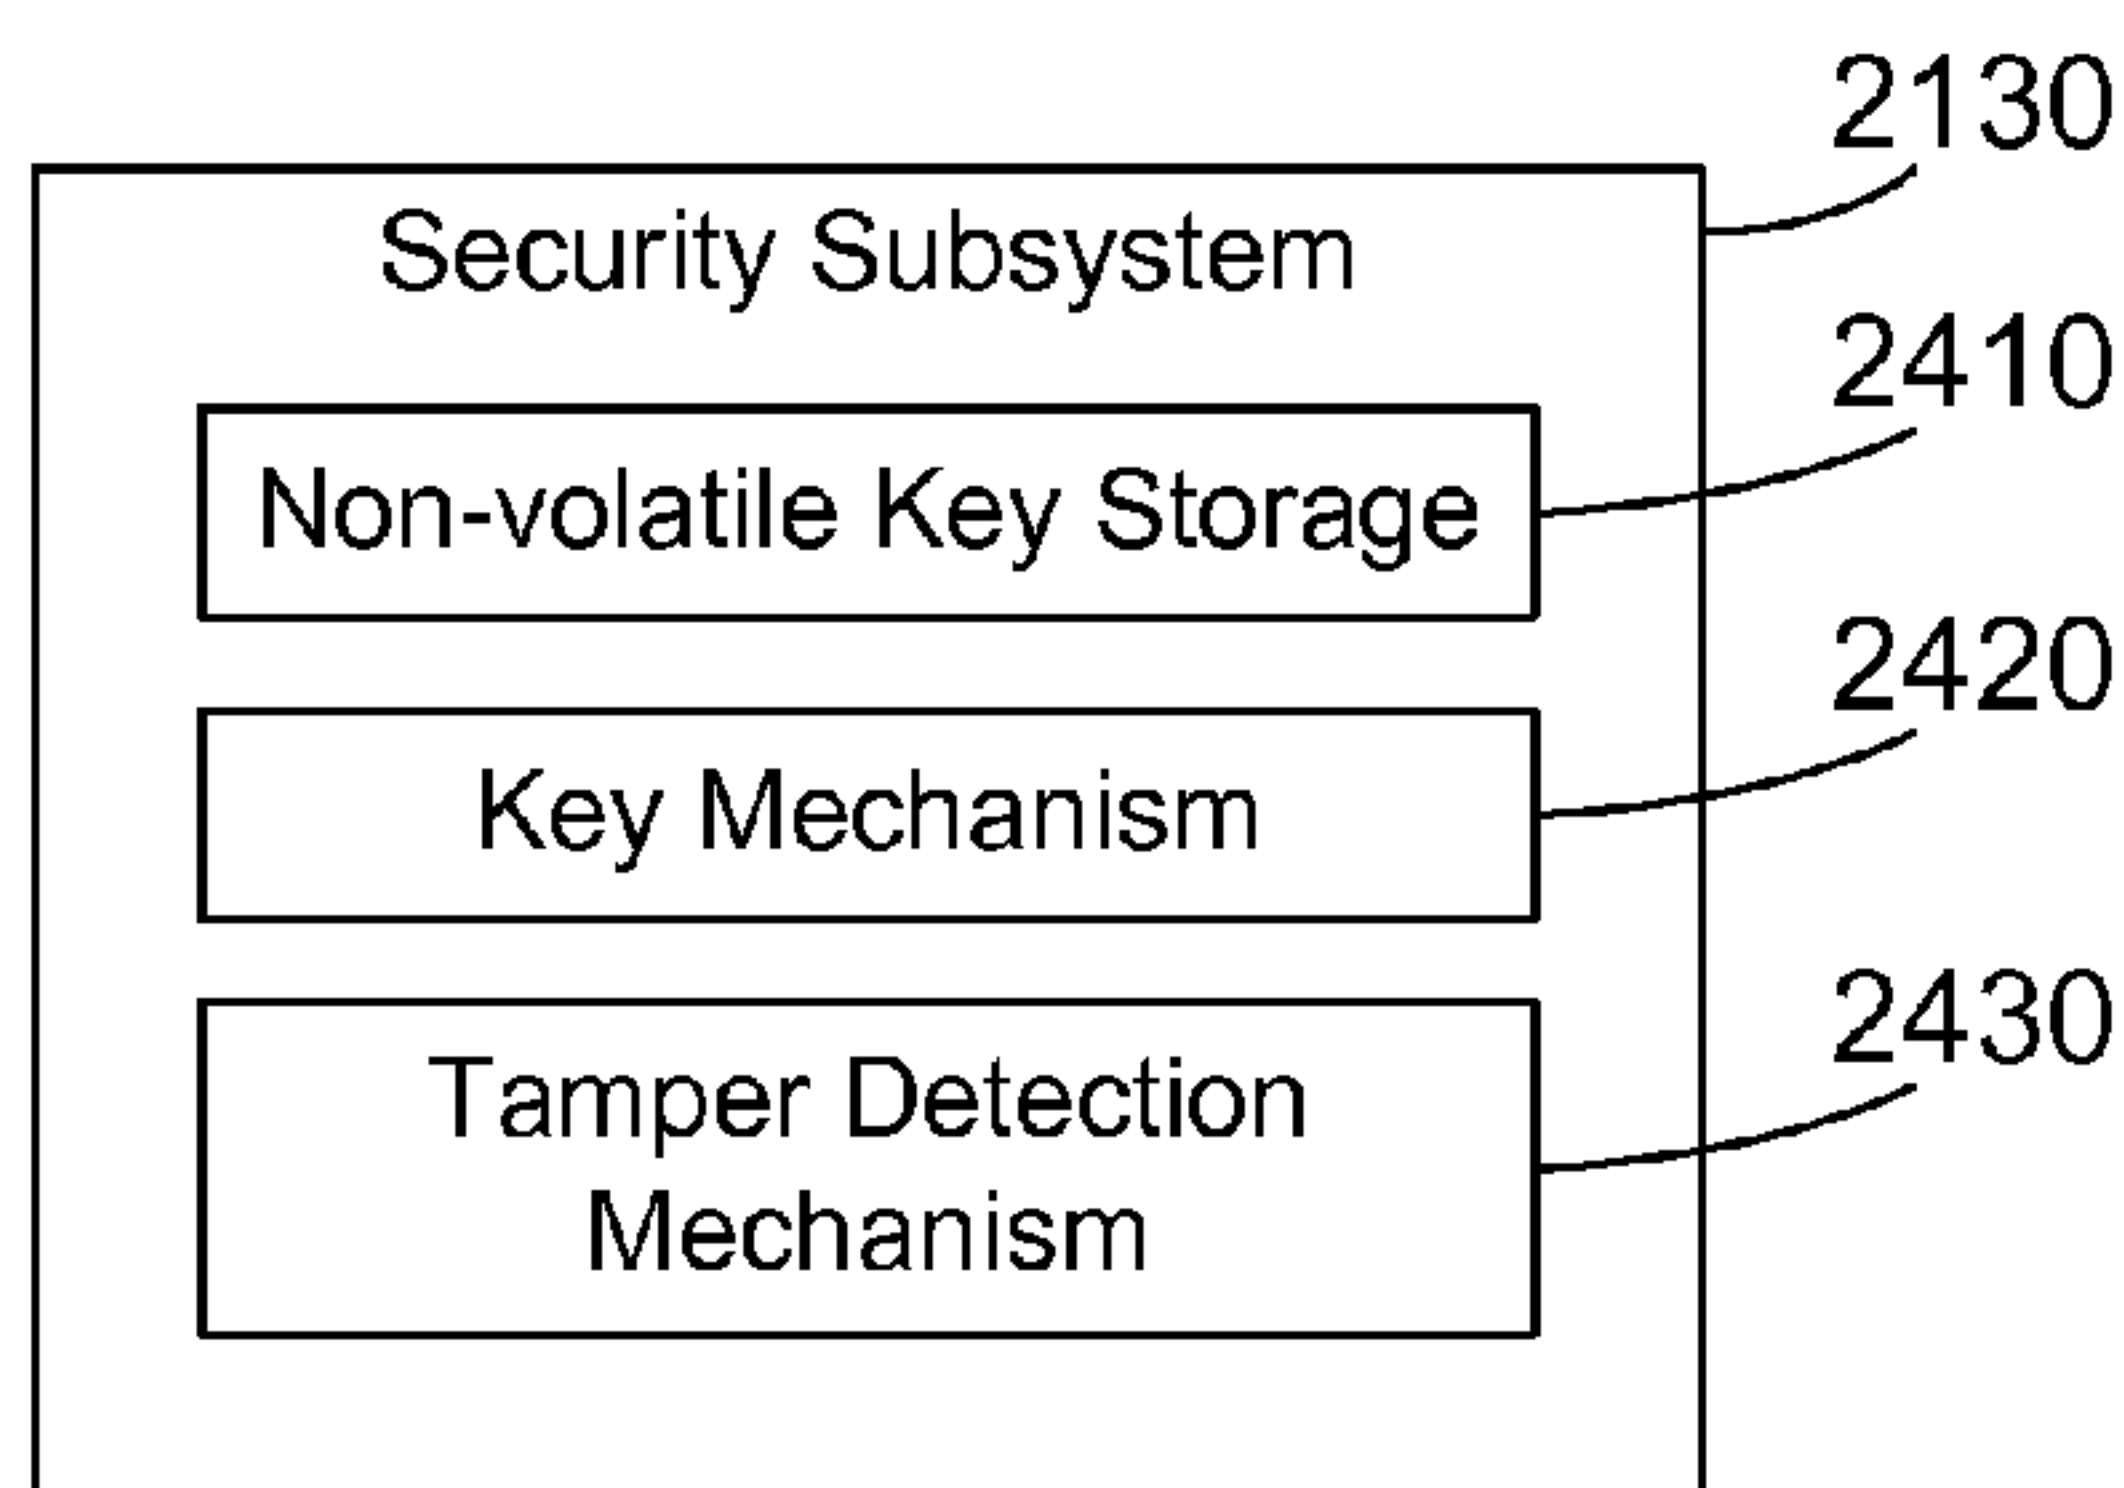 2130
Security Subsystem
2410
Non-volatile Key Storage
2420
Key Mechanism
2430
Tamper Detection
Mechanism